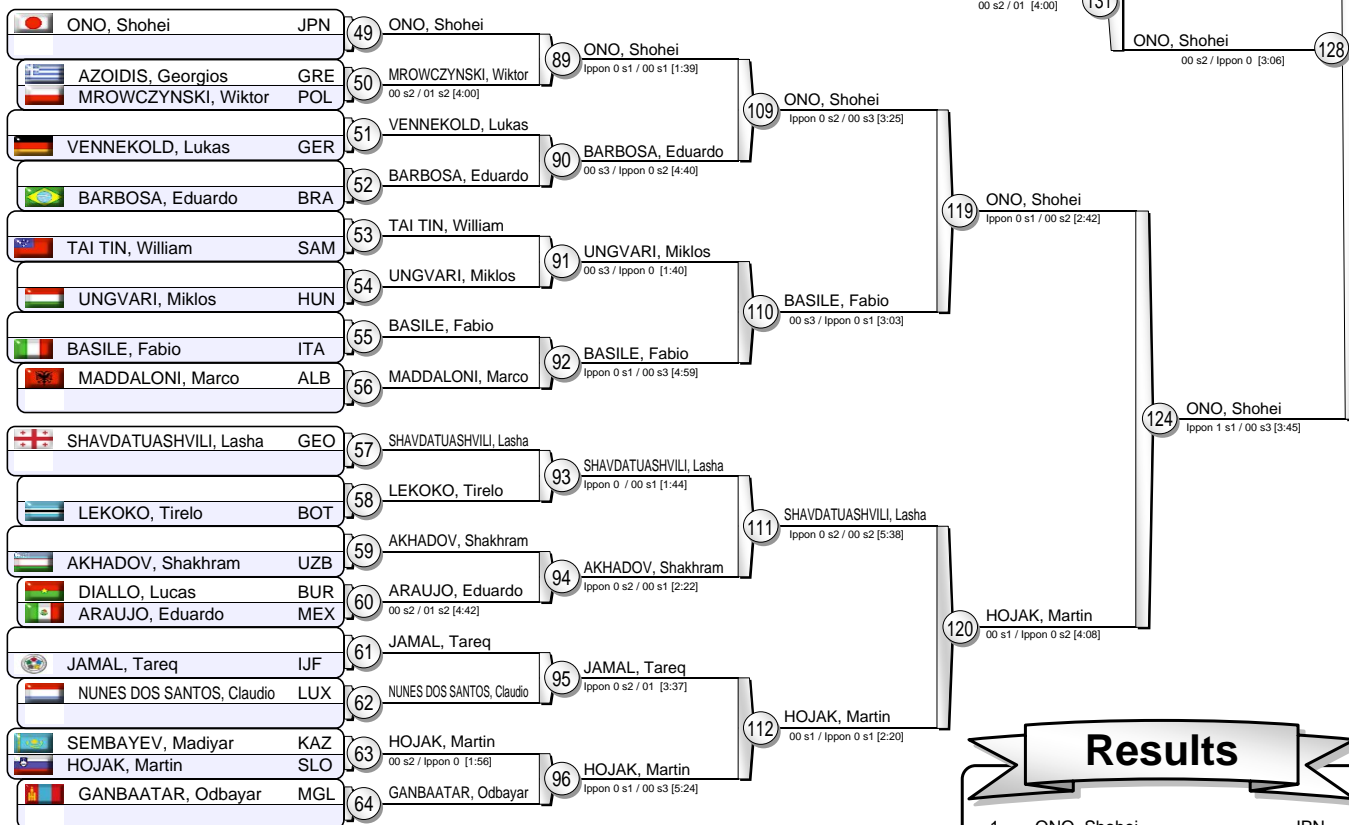 00 s2 / 01 [4:00]
131
ONO, Shohei
00 s2 / Ippon 0 [3:06]
128
ONO, Shohei JPN
49
ONO, Shohei
AZOIDIS, Georgios GRE
MROWCZYNSKI, Wiktor POL
50
MROWCZYNSKI, Wiktor
00 s2 / 01 s2 [4:00]
89
ONO, Shohei
Ippon 0 s1 / 00 s1 [1:39]
VENNEKOLD, Lukas GER
51
VENNEKOLD, Lukas
BARBOSA, Eduardo BRA
52
BARBOSA, Eduardo
90
BARBOSA, Eduardo
00 s3 / Ippon 0 s2 [4:40]
109
ONO, Shohei
Ippon 0 s2 / 00 s3 [3:25]
TAI TIN, William SAM
53
TAI TIN, William
UNGVARI, Miklos HUN
54
UNGVARI, Miklos
91
UNGVARI, Miklos
00 s3 / Ippon 0 [1:40]
BASILE, Fabio ITA
55
BASILE, Fabio
MADDALONI, Marco ALB
56
MADDALONI, Marco
92
BASILE, Fabio
Ippon 0 s1 / 00 s3 [4:59]
110
BASILE, Fabio
00 s3 / Ippon 0 s1 [3:03]
119
ONO, Shohei
Ippon 0 s1 / 00 s2 [2:42]
SHAVDATUASHVILI, Lasha GEO
57
SHAVDATUASHVILI, Lasha
LEKOKO, Tirelo BOT
58
LEKOKO, Tirelo
93
SHAVDATUASHVILI, Lasha
Ippon 0 / 00 s1 [1:44]
AKHADOV, Shakhram UZB
59
AKHADOV, Shakhram
DIALLO, Lucas BUR
ARAUJO, Eduardo MEX
60
ARAUJO, Eduardo
00 s2 / 01 s2 [4:42]
94
AKHADOV, Shakhram
Ippon 0 s2 / 00 s1 [2:22]
111
SHAVDATUASHVILI, Lasha
Ippon 0 s2 / 00 s2 [5:38]
JAMAL, Tareq IJF
61
JAMAL, Tareq
NUNES DOS SANTOS, Claudio LUX
62
NUNES DOS SANTOS, Claudio
95
JAMAL, Tareq
Ippon 0 s2 / 01 [3:37]
SEMBAYEV, Madiyar KAZ
HOJAK, Martin SLO
63
HOJAK, Martin
00 s2 / Ippon 0 [1:56]
GANBAATAR, Odbayar MGL
64
GANBAATAR, Odbayar
96
HOJAK, Martin
Ippon 0 s1 / 00 s3 [5:24]
112
HOJAK, Martin
00 s1 / Ippon 0 s1 [2:20]
120
HOJAK, Martin
00 s1 / Ippon 0 s2 [4:08]
124
ONO, Shohei
Ippon 1 s1 / 00 s3 [3:45]
Results
1 ONO, Shohei JPN